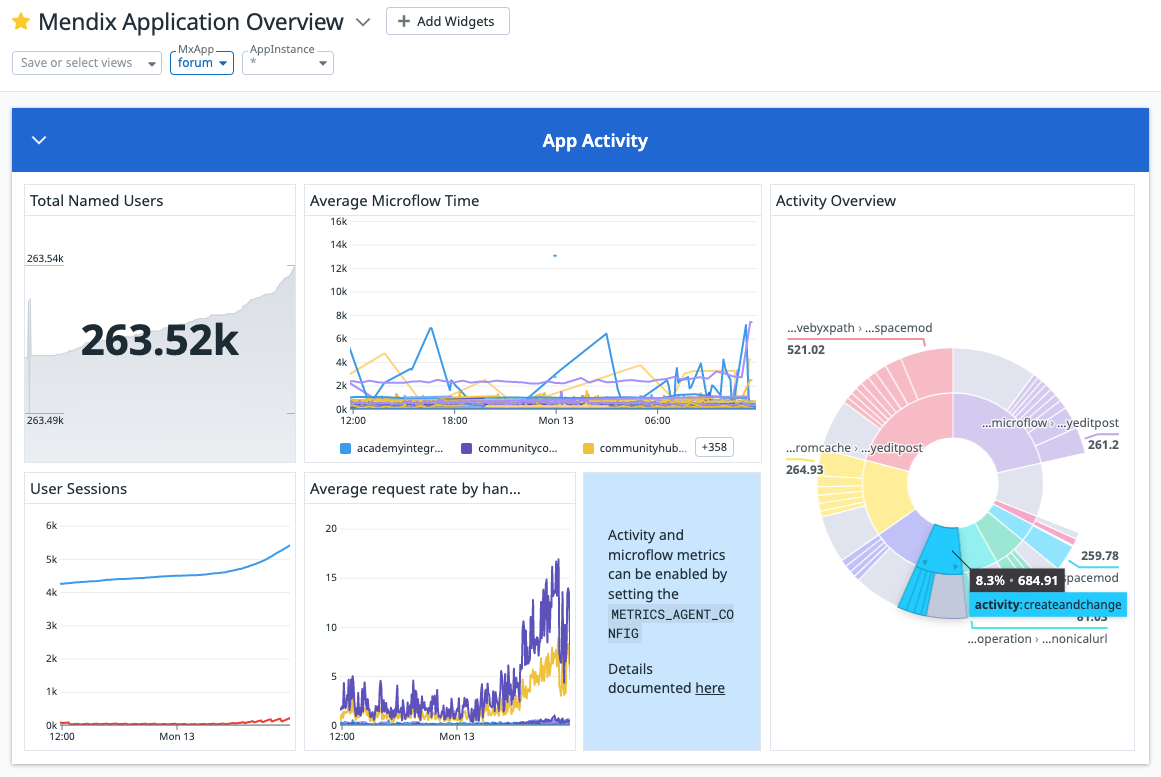 Mendix Application Overview
Add Widgets
Save or select views
MxApp
forum
AppInstance
*
App Activity
Total Named Users
263.54k
263.52k
263.49k
Average Microflow Time
16k
14k
12k
10k
8k
6k
4k
2k
0k
12:00 18:00 Mon 13 06:00
academyintegr... communityco... communityhub... +358
Activity Overview
...vebyxpath › ...spacemod
521.02
...microflow › ...yeditpost
261.2
...romcache › ...yeditpost
264.93
259.78
spacemod
8.3% • 684.91
activity:createandchange
81.03
...operation › ...nonicalurl
User Sessions
6k
5k
4k
3k
2k
1k
0k
12:00 Mon 13
Average request rate by han...
20
15
10
5
0
12:00 Mon 13
Activity and
microflow metrics
can be enabled by
setting the
METRICS_AGENT_CO
NFIG
Details
documented here